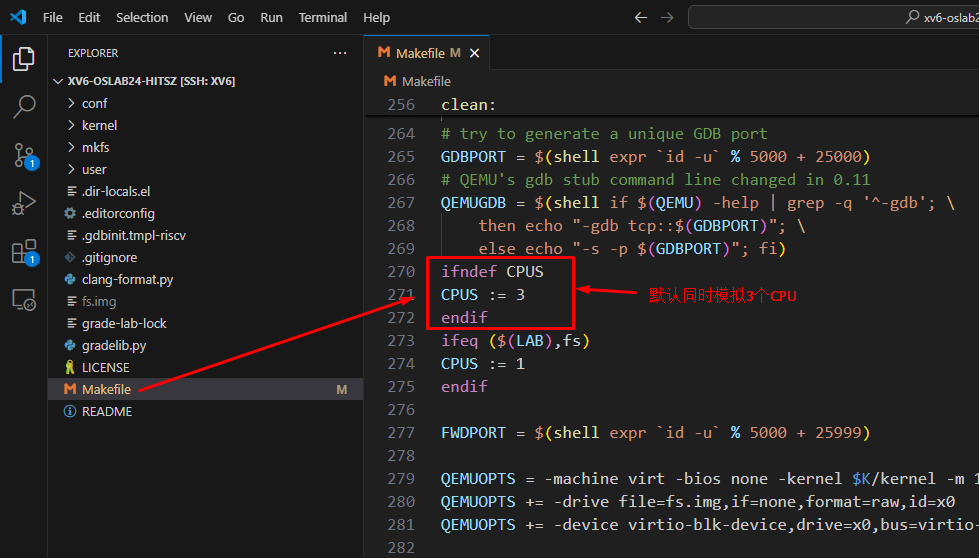 File Edit Selection View Go Run Terminal Help
xv6-oslab2
EXPLORER
XV6-OSLAB24-HITSZ [SSH: XV6]
conf
kernel
mkfs
user
.dir-locals.el
.editorconfig
.gdbinit.tmpl-riscv
.gitignore
clang-format.py
fs.img
grade-lab-lock
gradelib.py
LICENSE
Makefile M
README
1
1
Makefile M
Makefile
256 clean:
264 # try to generate a unique GDB port
265 GDBPORT = $(shell expr `id -u` % 5000 + 25000)
266 # QEMU's gdb stub command line changed in 0.11
267 QEMUGDB = $(shell if $(QEMU) -help | grep -q '^-gdb'; \
268 then echo "-gdb tcp::$(GDBPORT)"; \
269 else echo "-s -p $(GDBPORT)"; fi)
270 ifndef CPUS
271 CPUS := 3
272 endif
默认同时模拟3个CPU
273 ifeq ($(LAB),fs)
274 CPUS := 1
275 endif
276
277 FWDPORT = $(shell expr `id -u` % 5000 + 25999)
278
279 QEMUOPTS = -machine virt -bios none -kernel $K/kernel -m 1
280 QEMUOPTS += -drive file=fs.img,if=none,format=raw,id=x0
281 QEMUOPTS += -device virtio-blk-device,drive=x0,bus=virtio-
282